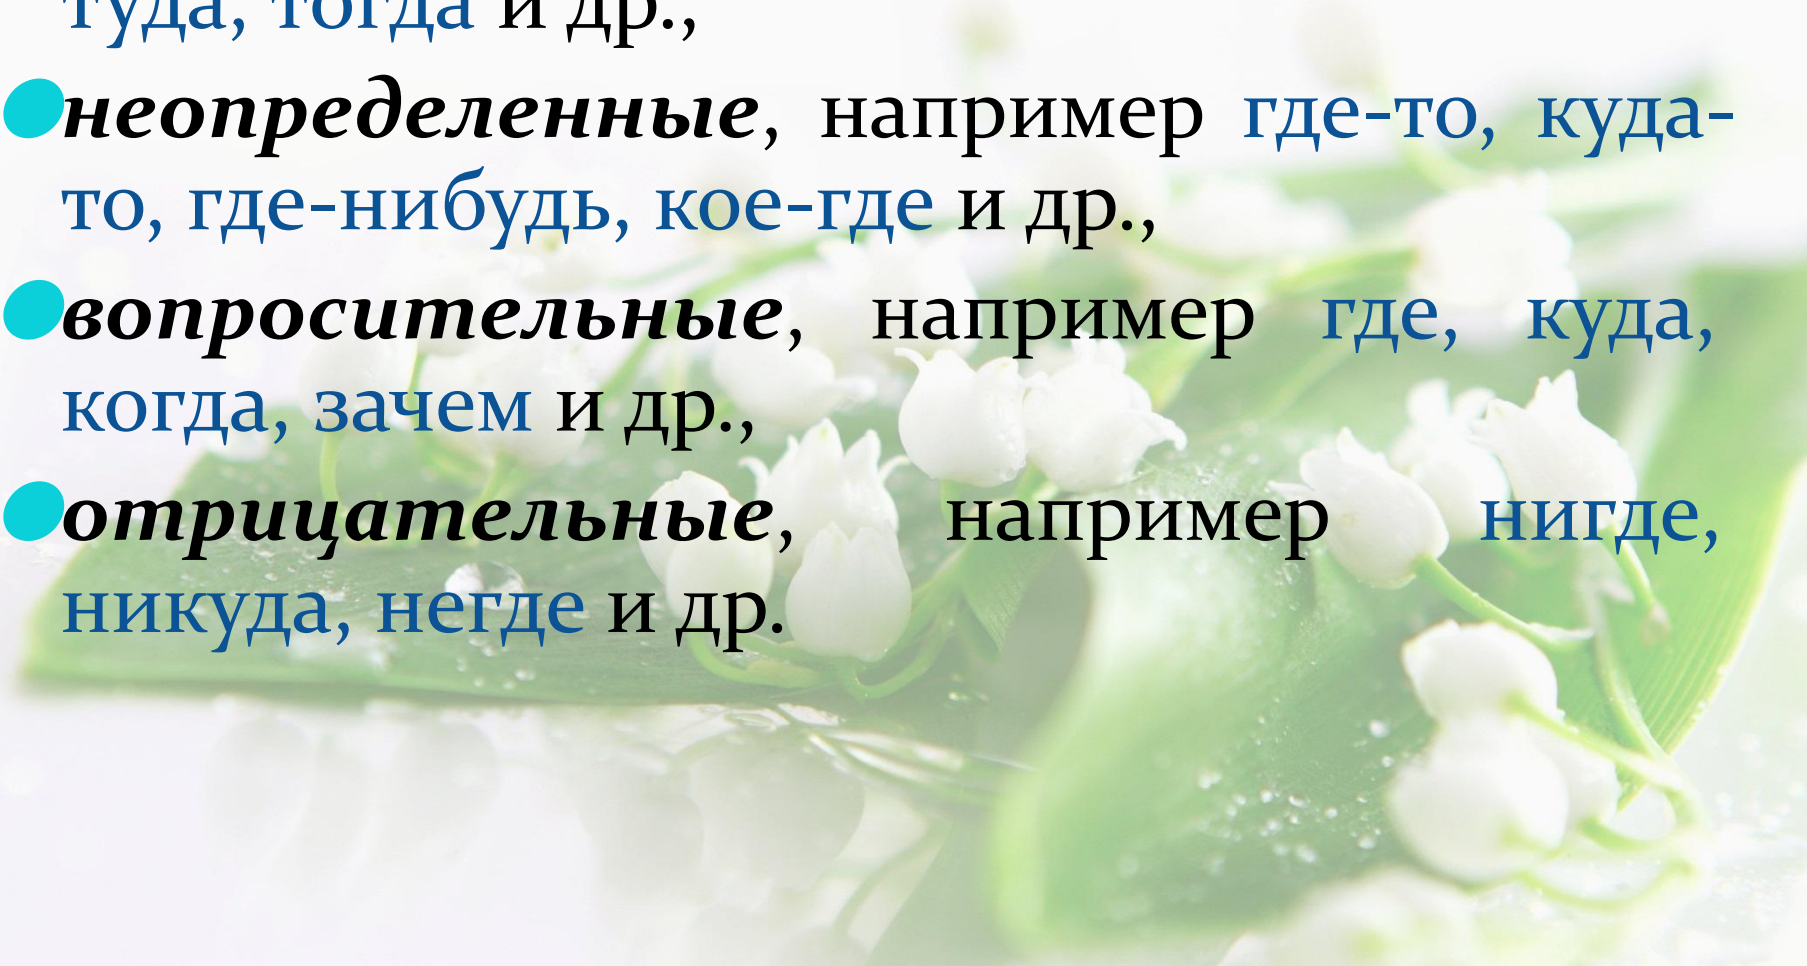 туда, тогда и др.,
неопределенные, например где-то, куда-
то, где-нибудь, кое-где и др.,
вопросительные, например где, куда,
когда, зачем и др.,
отрицательные, например нигде,
никуда, негде и др.